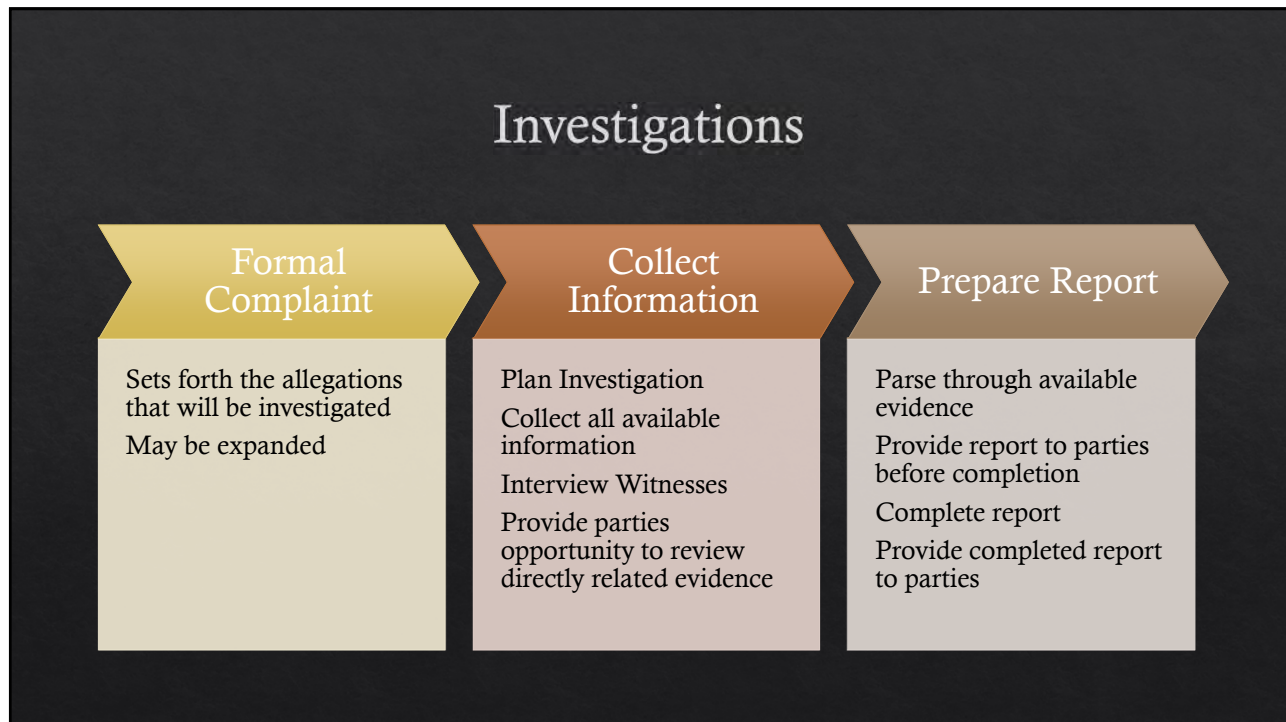 Investigations
Formal
Complaint
Sets forth the allegations
that will be investigated
May be expanded
Collect
Information
Plan Investigation
Collect all available
information
Interview Witnesses
Provide parties
opportunity to review
directly related evidence
Prepare Report
Parse through available
evidence
Provide report to parties
before completion
Complete report
Provide completed report
to parties